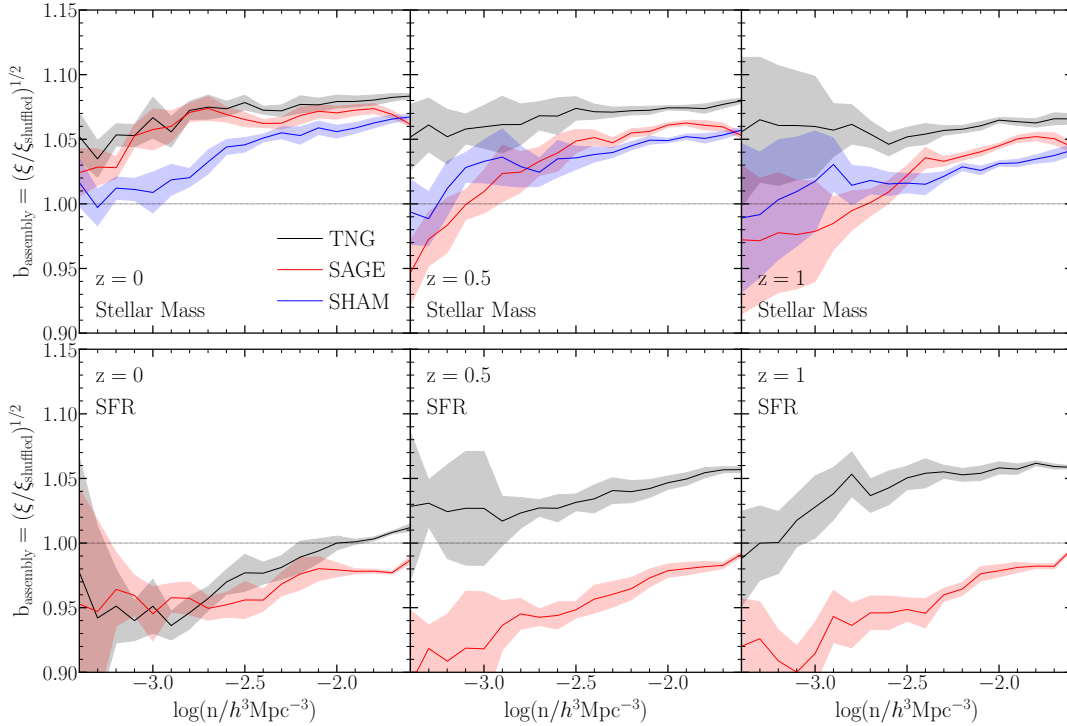 1.15
1.10
1.05
1.00
0.95
0.90
b_assembly = (ξ/ξ_shuffled)^1/2
TNG
SAGE
SHAM
z = 0
Stellar Mass
z = 0.5
Stellar Mass
z = 1
Stellar Mass
1.15
1.10
1.05
1.00
0.95
0.90
b_assembly = (ξ/ξ_shuffled)^1/2
z = 0
SFR
z = 0.5
SFR
z = 1
SFR
−3.0 −2.5 −2.0
−3.0 −2.5 −2.0
−3.0 −2.5 −2.0
log(n/h³Mpc⁻³)
log(n/h³Mpc⁻³)
log(n/h³Mpc⁻³)